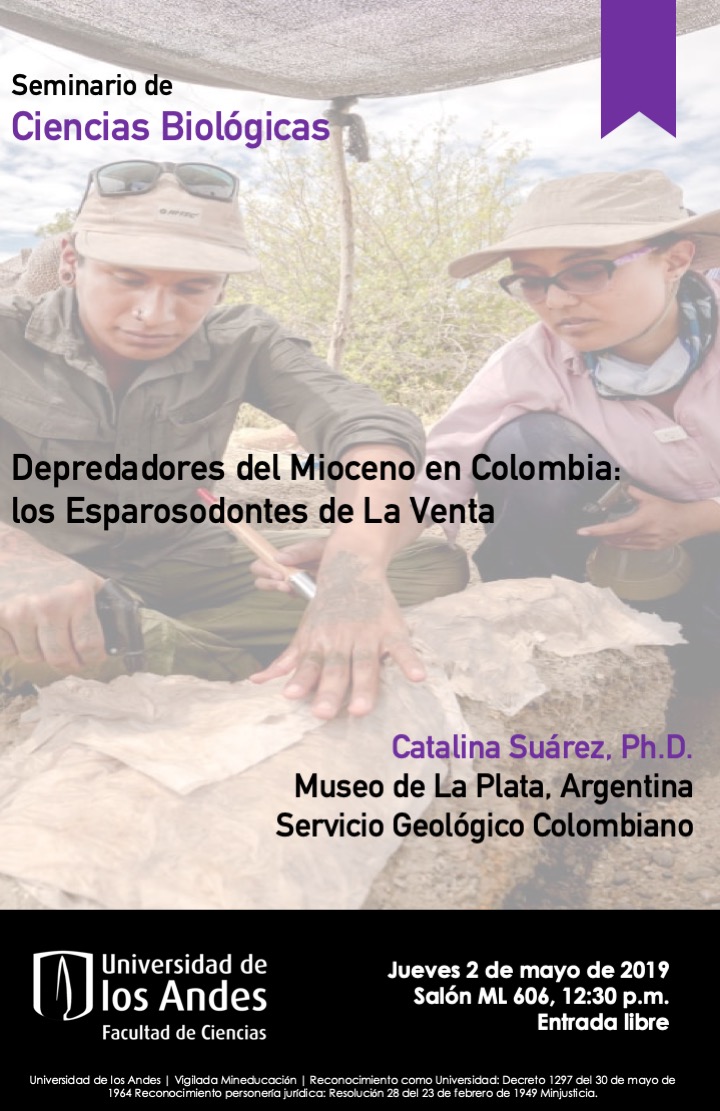 Seminario de
Ciencias Biológicas
HI-TEC
Depredadores del Mioceno en Colombia:
los Esparosodontes de La Venta
Catalina Suárez, Ph.D.
Museo de La Plata, Argentina
Servicio Geológico Colombiano
Universidad de
los Andes
Facultad de Ciencias
Jueves 2 de mayo de 2019
Salón ML 606, 12:30 p.m.
Entrada libre
Universidad de los Andes | Vigilada Mineducación | Reconocimiento como Universidad: Decreto 1297 del 30 de mayo de
1964 Reconocimiento personería jurídica: Resolución 28 del 23 de febrero de 1949 Minjusticia.